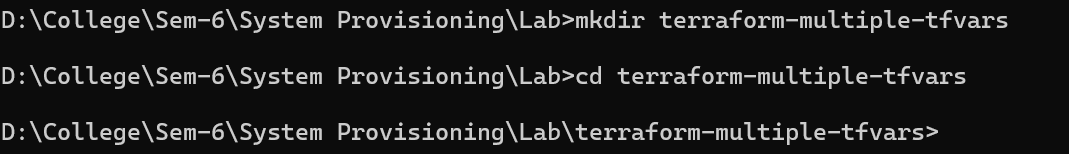 D:\College\Sem-6\System Provisioning\Lab>mkdir terraform-multiple-tfvars
D:\College\Sem-6\System Provisioning\Lab>cd terraform-multiple-tfvars
D:\College\Sem-6\System Provisioning\Lab\terraform-multiple-tfvars>